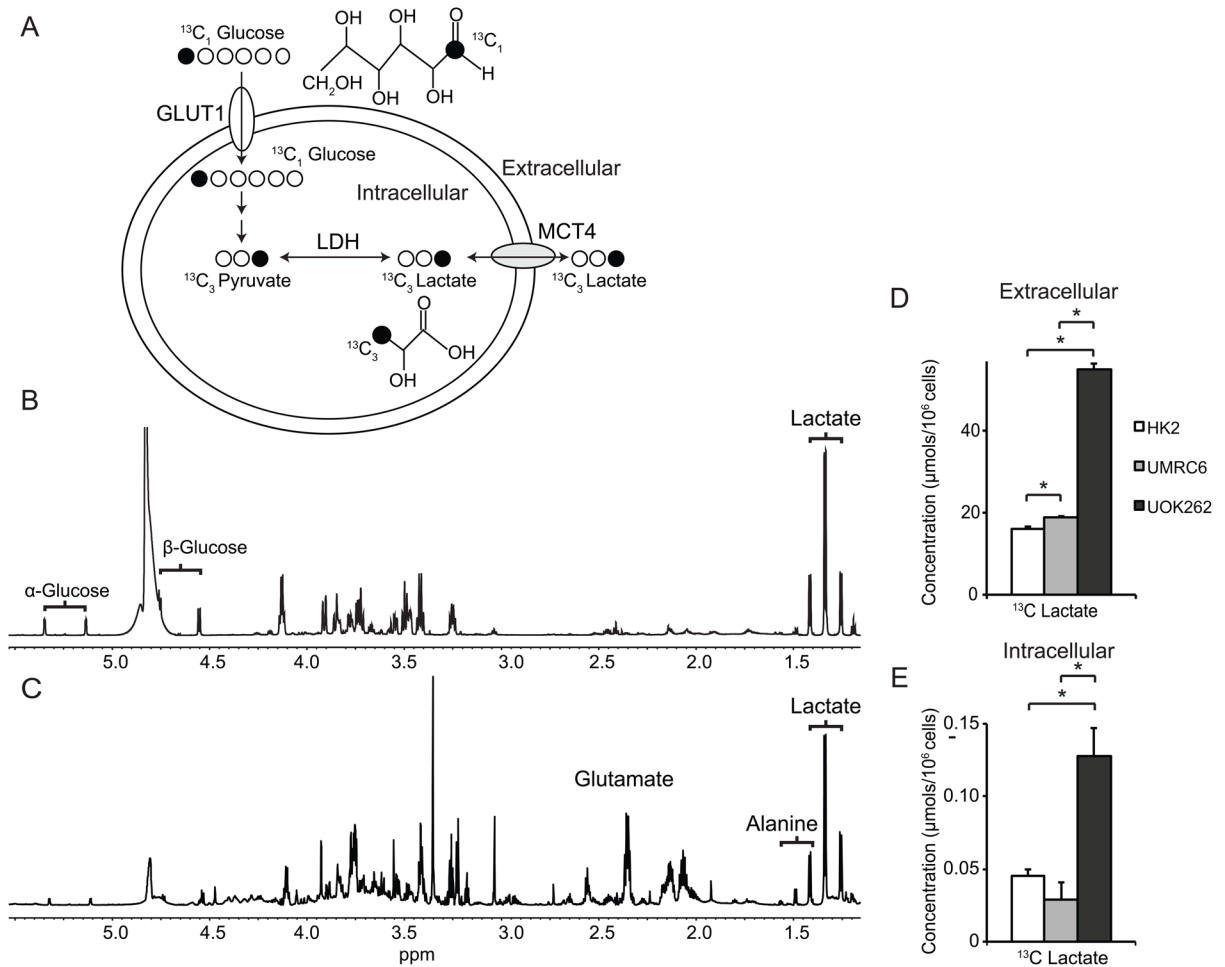 A
¹³C₁ Glucose
OH
OH
O
¹³C₁
H
CH₂OH
OH
OH
GLUT1
¹³C₁ Glucose
Extracellular
Intracellular
MCT4
LDH
¹³C₃ Pyruvate
¹³C₃ Lactate
¹³C₃ Lactate
O
¹³C₃
OH
OH
B
Lactate
β-Glucose
α-Glucose
5.0 4.5 4.0 3.5 3.0 2.5 2.0 1.5
C
Lactate
Glutamate
Alanine
5.0 4.5 4.0 3.5 3.0 2.5 2.0 1.5
ppm
D
Extracellular
*
*
*
Concentration (μmols/10⁶ cells)
40
20
0
¹³C Lactate
HK2
UMRC6
UOK262
E
Intracellular
*
*
Concentration (μmols/10⁶ cells)
0.15
0.10
0.05
0
¹³C Lactate